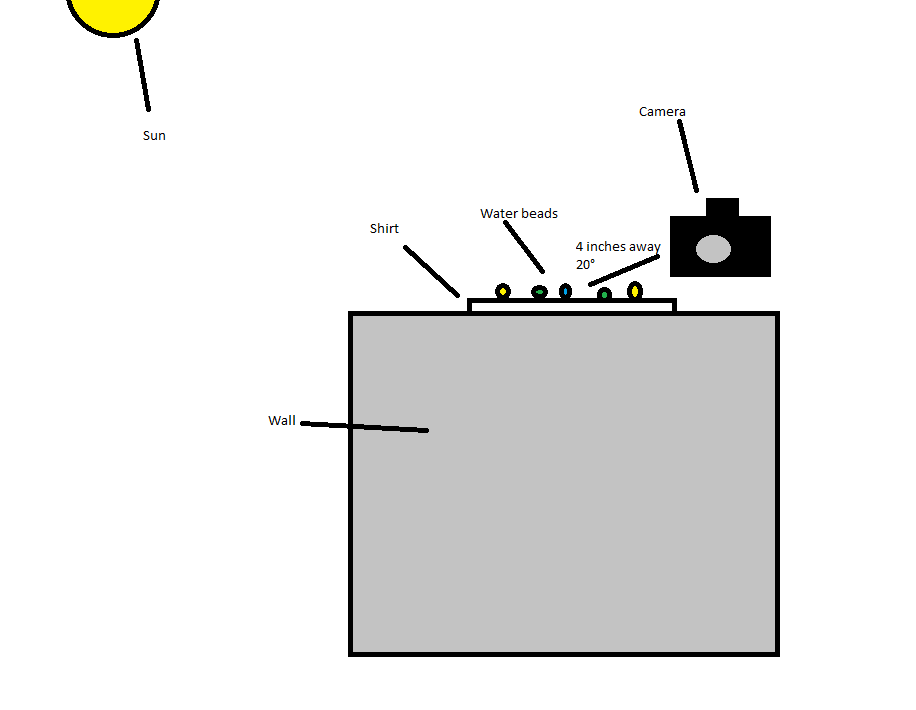 Sun
Camera
Water beads
Shirt
4 inches away
20°
Wall